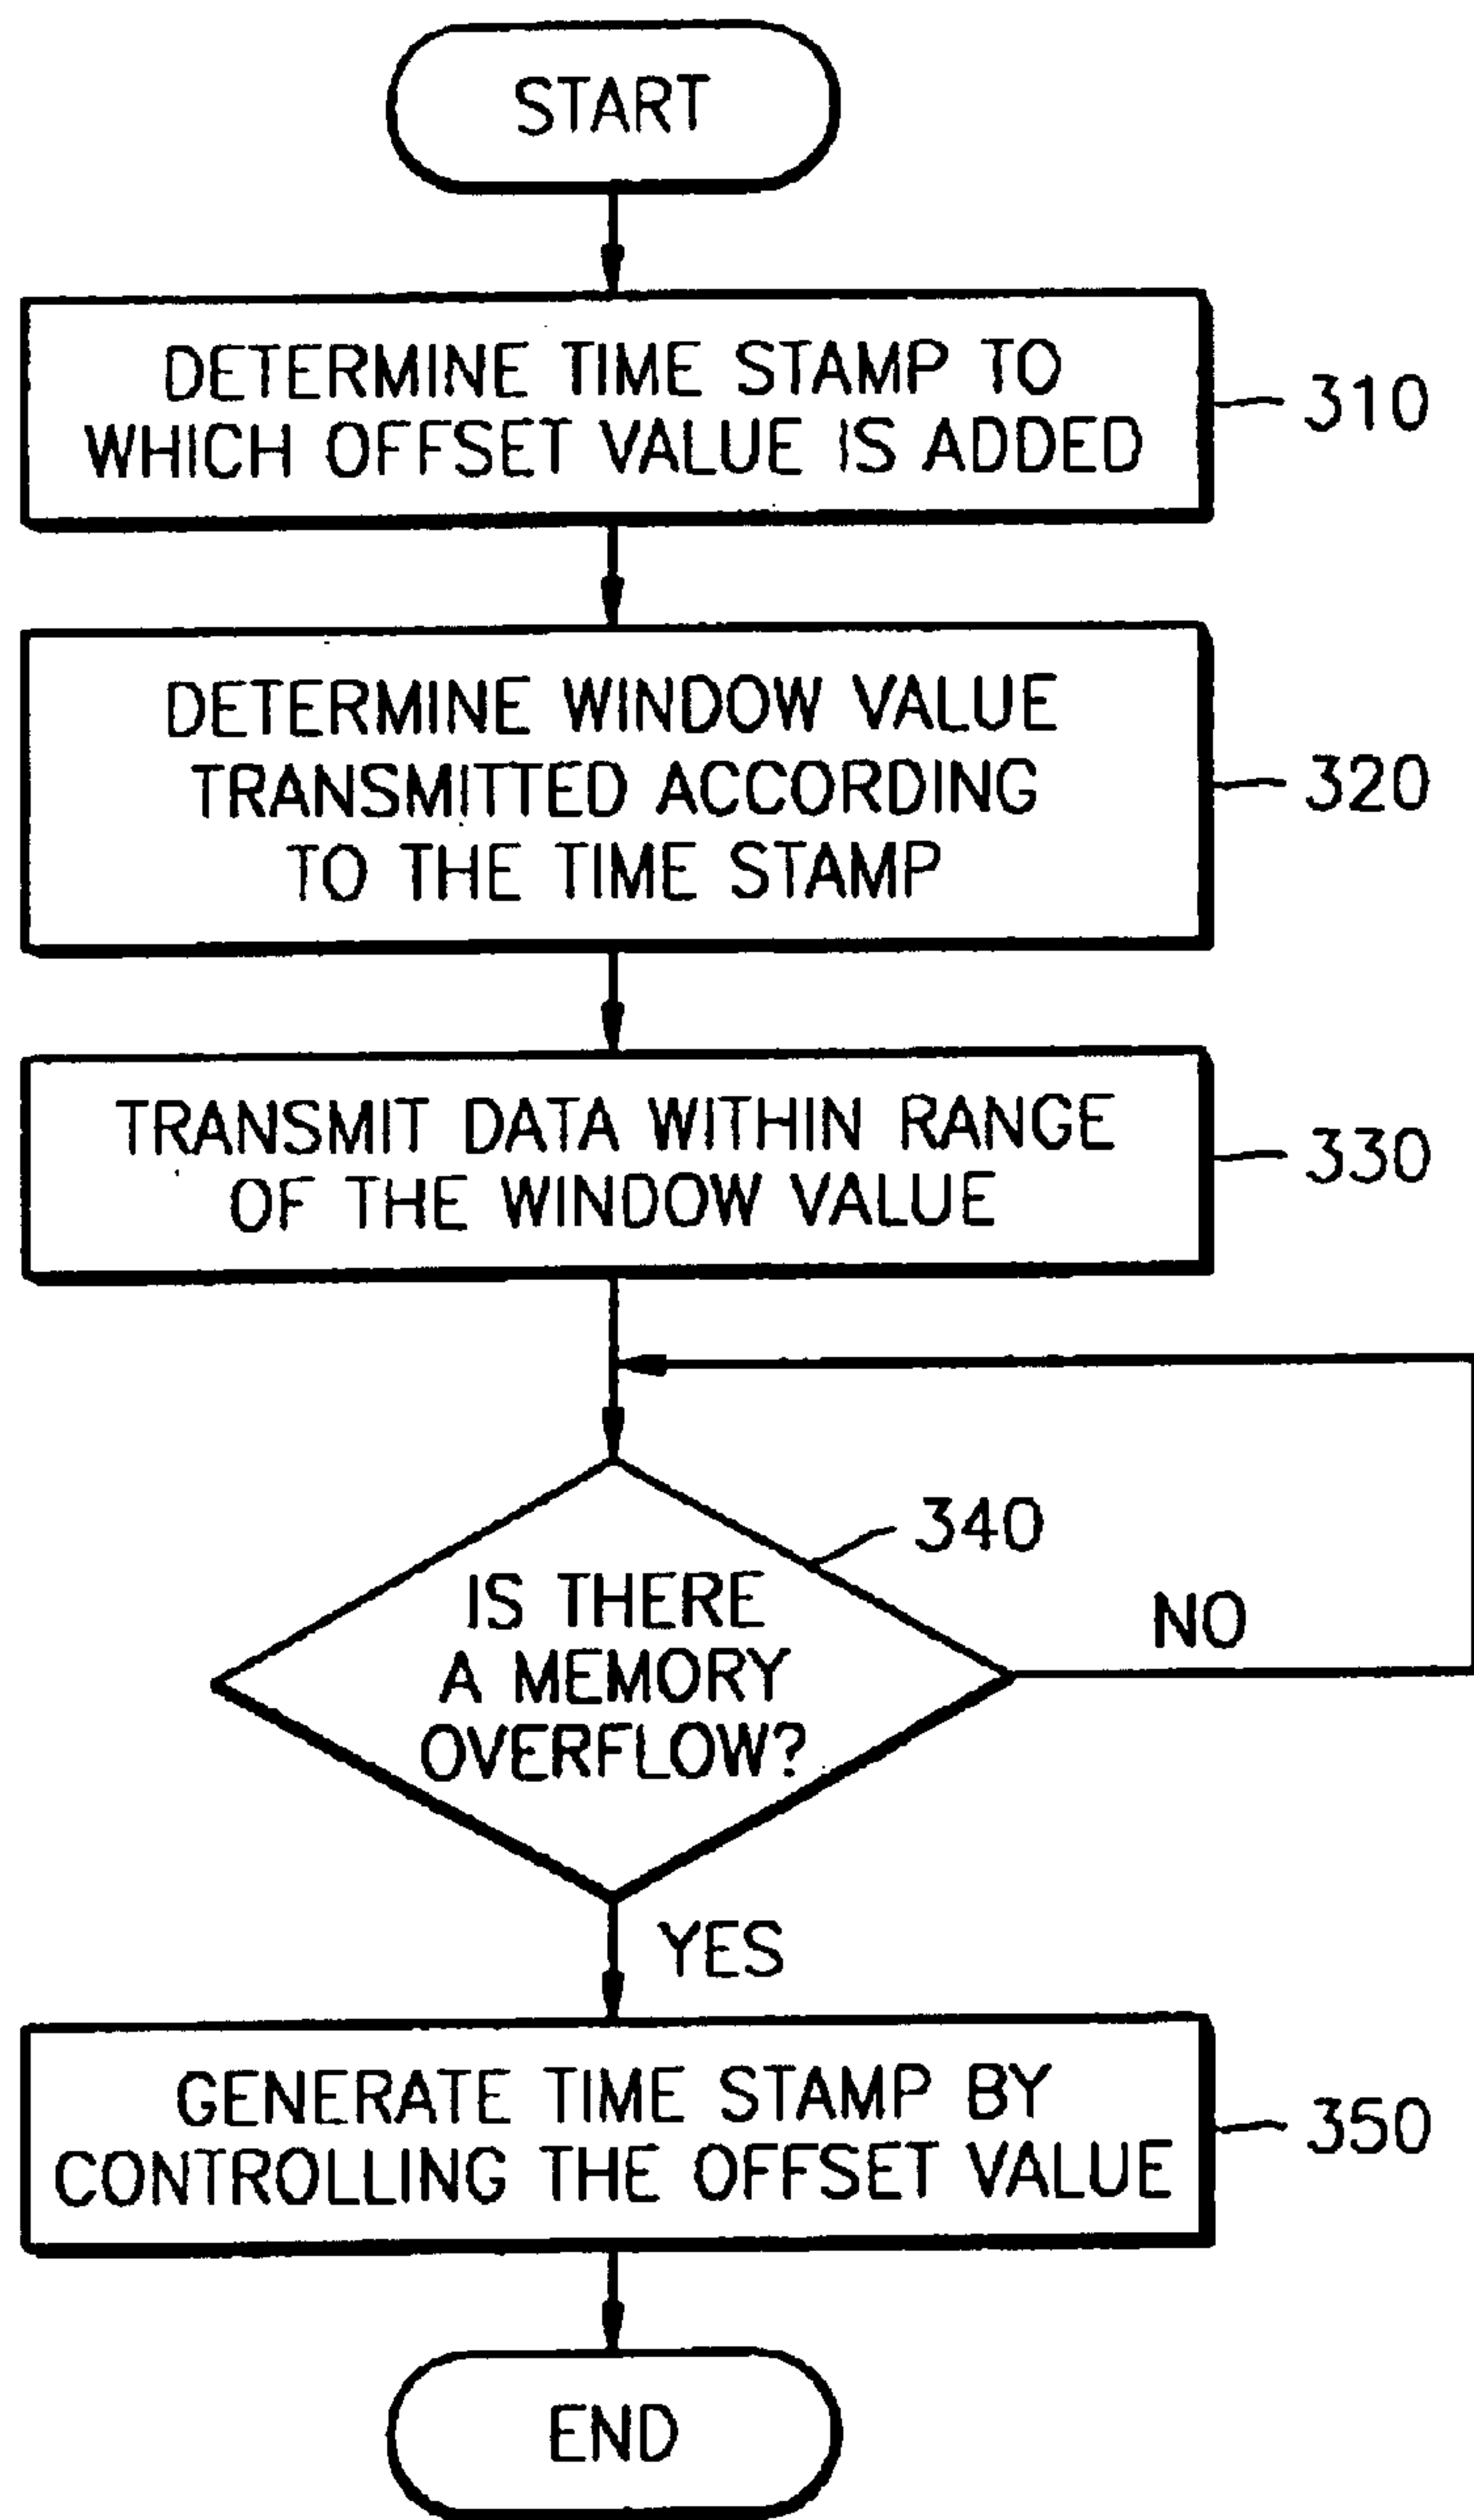 START
DETERMINE TIME STAMP TO
WHICH OFFSET VALUE IS ADDED
310
DETERMINE WINDOW VALUE
TRANSMITTED ACCORDING
TO THE TIME STAMP
320
TRANSMIT DATA WITHIN RANGE
OF THE WINDOW VALUE
330
340
IS THERE
A MEMORY
OVERFLOW?
NO
YES
GENERATE TIME STAMP BY
CONTROLLING THE OFFSET VALUE
350
END